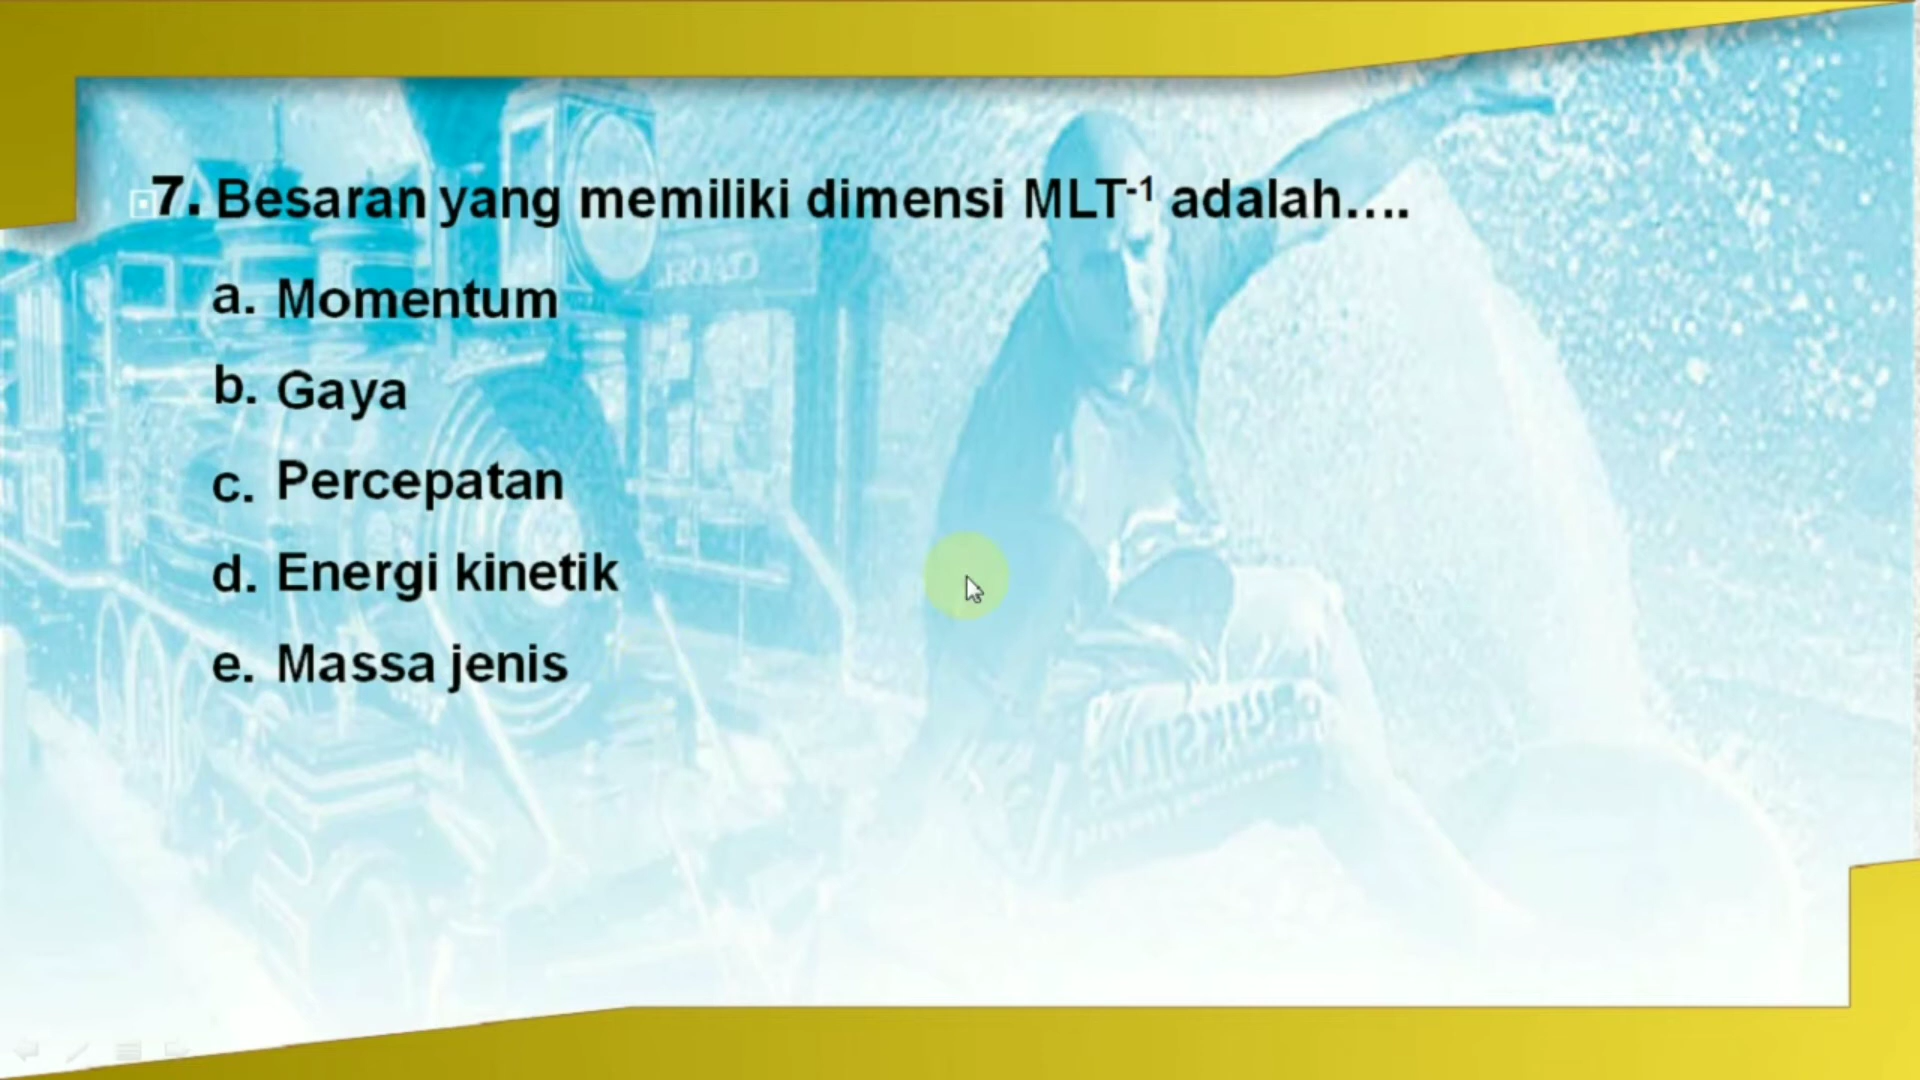 7. Besaran yang memiliki dimensi MLT⁻¹ adalah....
a. Momentum
b. Gaya
c. Percepatan
d. Energi kinetik
e. Massa jenis